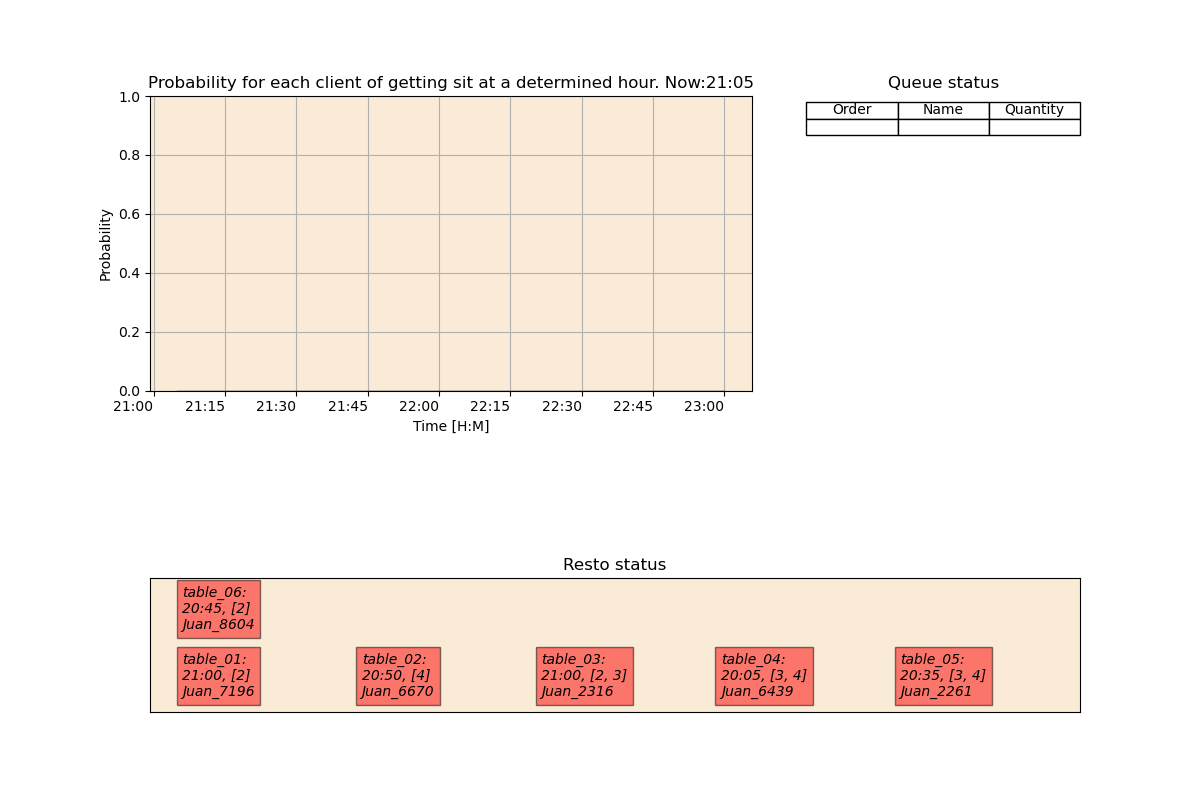 Probability for each client of getting sit at a determined hour. Now:21:05
1.0
0.8
0.6
0.4
0.2
0.0
Probability
21:00 21:15 21:30 21:45 22:00 22:15 22:30 22:45 23:00
Time [H:M]
Queue status
Order Name Quantity
Resto status
table_06:
20:45, [2]
Juan_8604
table_01:
21:00, [2]
Juan_7196
table_02:
20:50, [4]
Juan_6670
table_03:
21:00, [2, 3]
Juan_2316
table_04:
20:05, [3, 4]
Juan_6439
table_05:
20:35, [3, 4]
Juan_2261